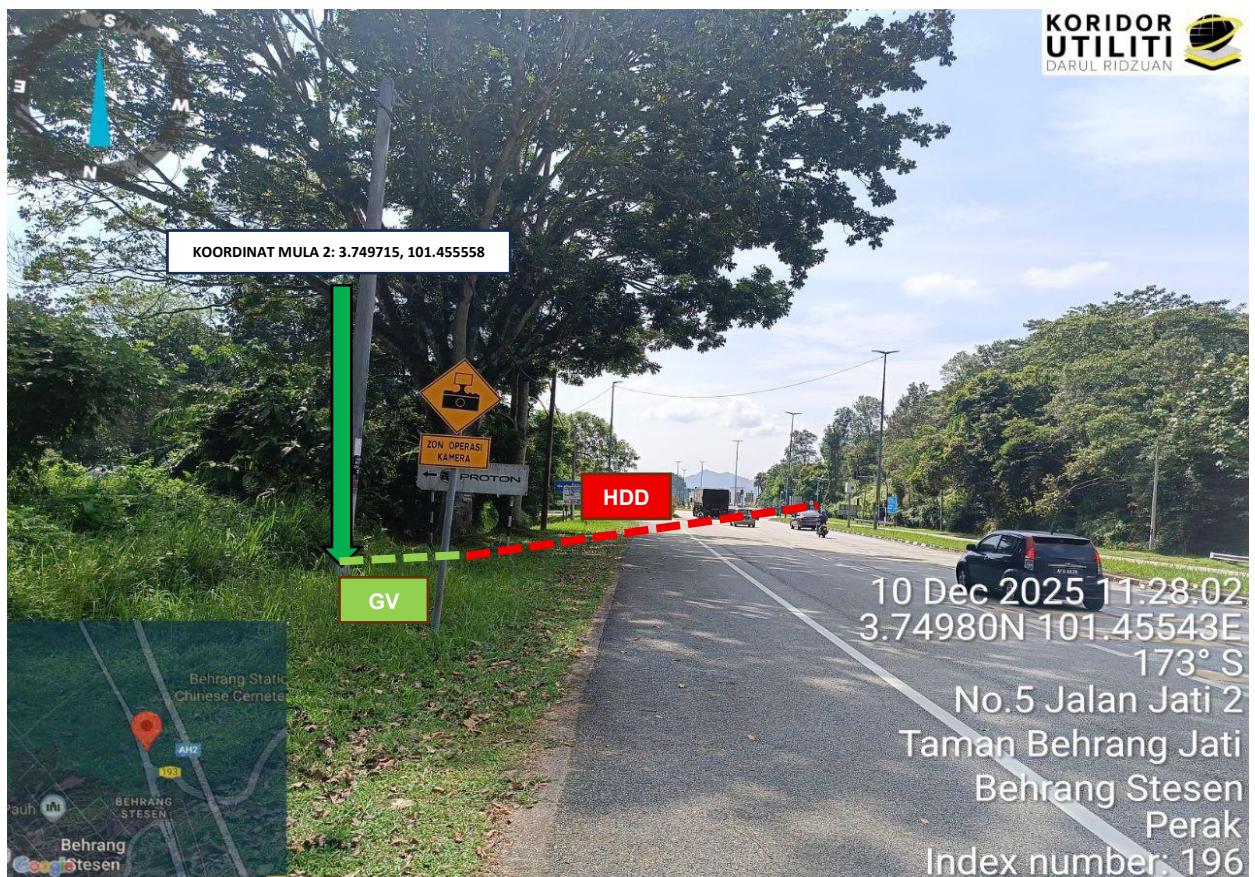 KORIDOR
UTILITI
DARUL RIDZUAN
S
E
W
N
KOORDINAT MULA 2: 3.749715, 101.455558
ZON OPERASI
KAMERA
PROTON
HDD
GV
10 Dec 2025 11:28:02
3.74980N 101.45543E
173° S
No.5 Jalan Jati 2
Taman Behrang Jati
Behrang Stesen
Perak
Index number: 196
Behrang Static
Chinese Cemete
AH2
193
BEHRANG
STESEN
Pauh
Behrang
Stesen
Google